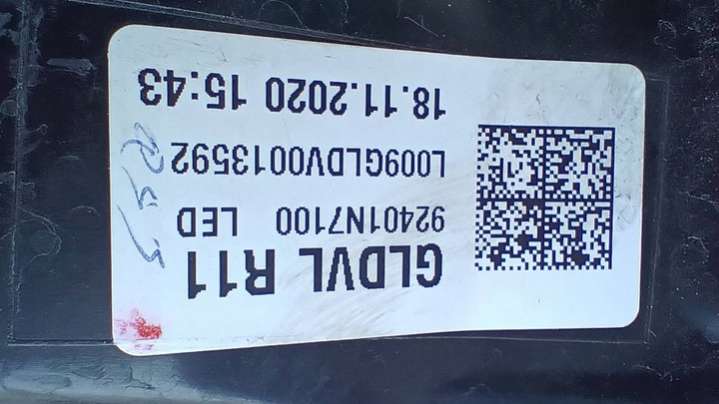 GLDVL R11
92401N7100 LED
L009GLDV0013592
18.11.2020 15:43